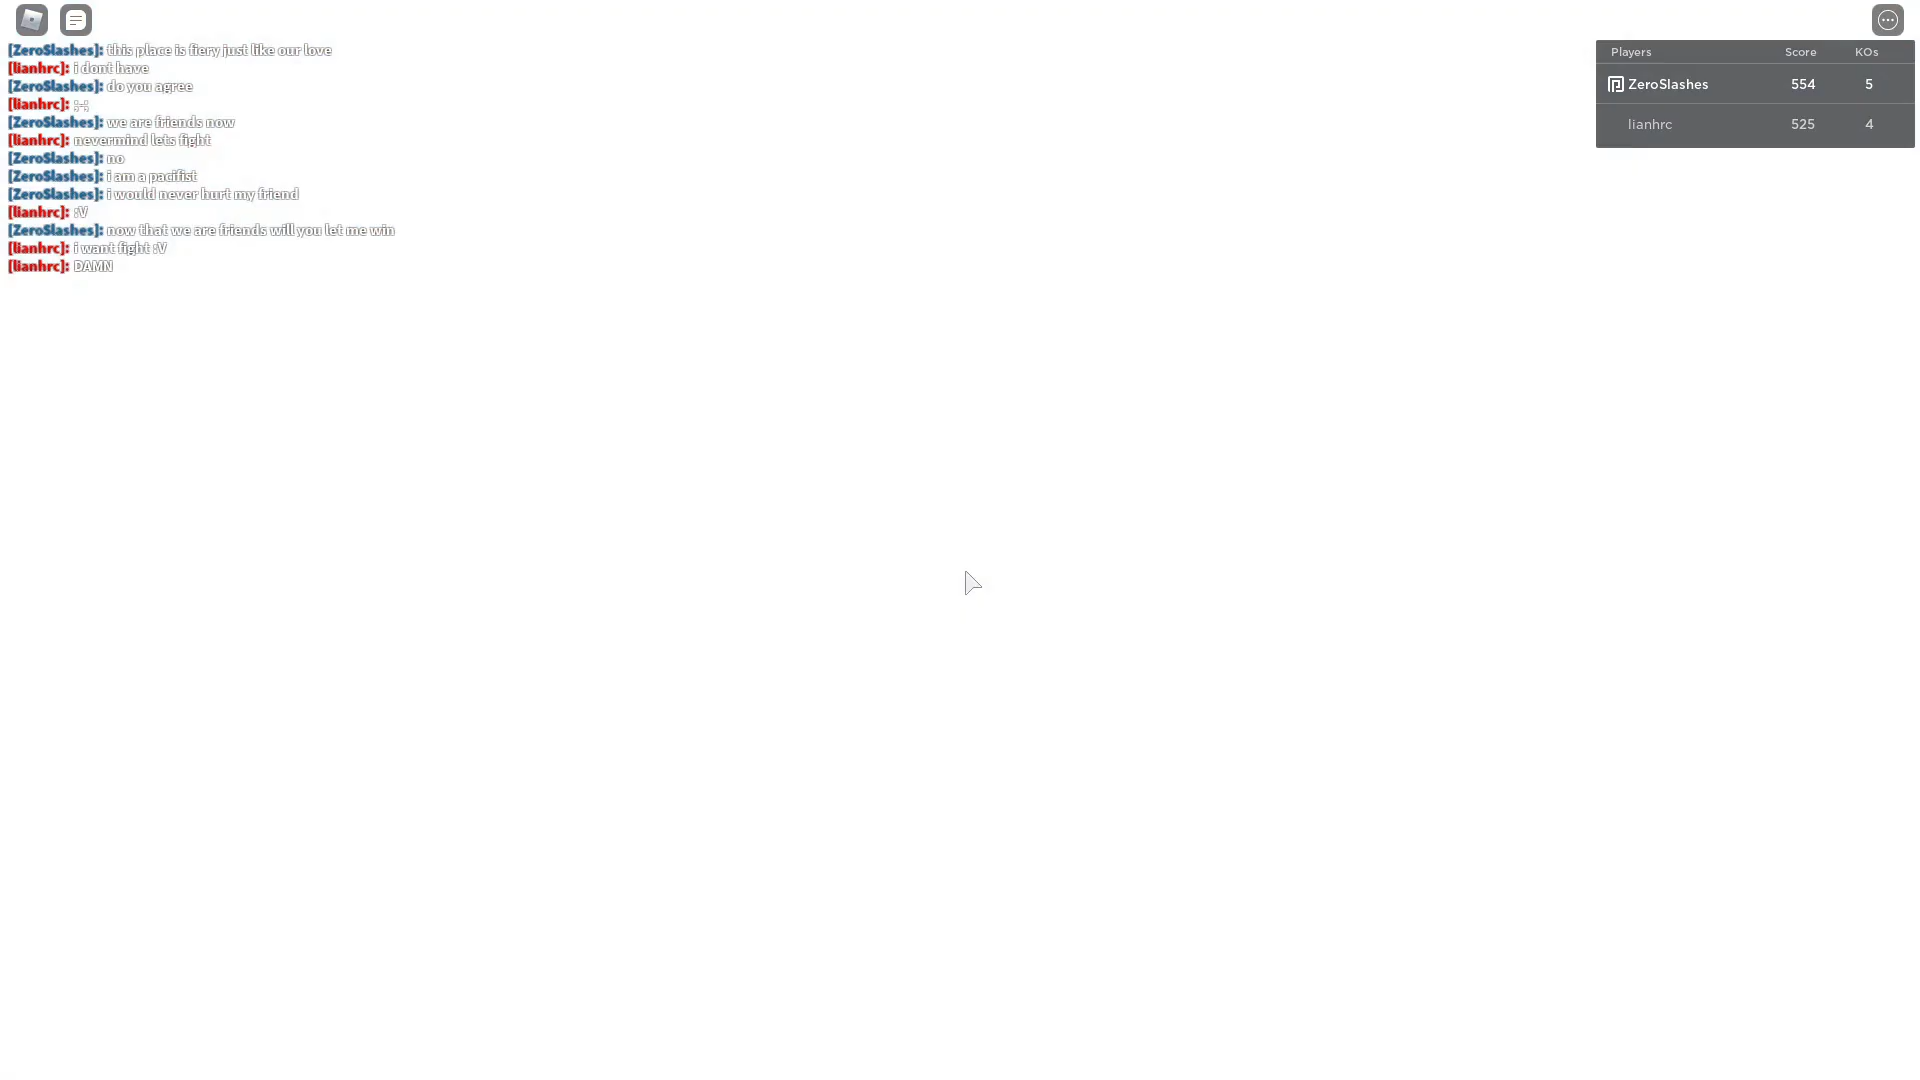 [ZeroSlashes]: this place is fiery just like our love
[lianhrc]: i dont have
[ZeroSlashes]: do you agree
[lianhrc]: ;-;
[ZeroSlashes]: we are friends now
[lianhrc]: nevermind lets fight
[ZeroSlashes]: no
[ZeroSlashes]: i am a pacifist
[ZeroSlashes]: i would never hurt my friend
[lianhrc]: :V
[ZeroSlashes]: now that we are friends will you let me win
[lianhrc]: i want fight :V
[lianhrc]: DAMN
Players Score KOs
ZeroSlashes 554 5
lianhrc 525 4